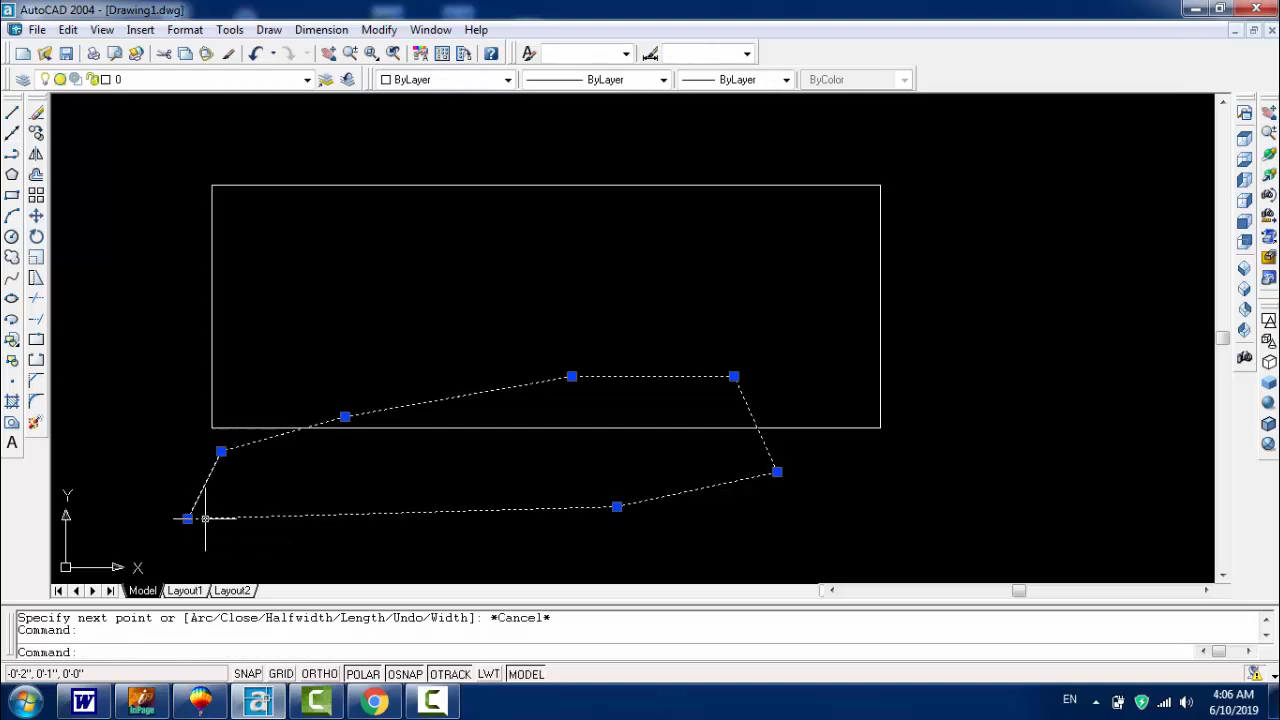 AutoCAD 2004 - [Drawing1.dwg]
File Edit View Insert Format Tools Draw Dimension Modify Window Help
0 ByLayer ByLayer ByLayer ByColor
A
Y
X
Model Layout1 Layout2
Specify next point or [Arc/Close/Halfwidth/Length/Undo/Width]: *Cancel*
Command:
Command:
-0'-2", 0'-1", 0'-0" SNAP GRID ORTHO POLAR OSNAP OTRACK LWT MODEL
EN 4:06 AM
6/10/2019